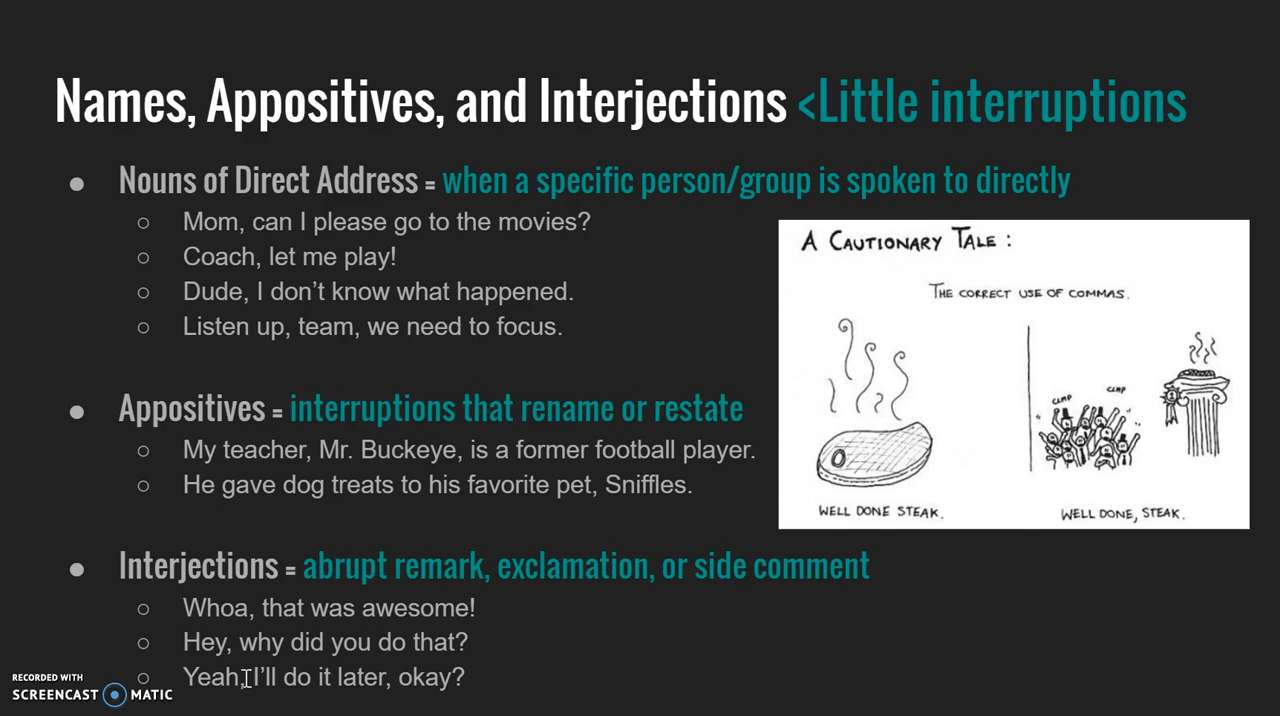 Names, Appositives, and Interjections <Little interruptions
● Nouns of Direct Address = when a specific person/group is spoken to directly
○ Mom, can I please go to the movies?
○ Coach, let me play!
○ Dude, I don’t know what happened.
○ Listen up, team, we need to focus.
● Appositives = interruptions that rename or restate
○ My teacher, Mr. Buckeye, is a former football player.
○ He gave dog treats to his favorite pet, Sniffles.
● Interjections = abrupt remark, exclamation, or side comment
○ Whoa, that was awesome!
○ Hey, why did you do that?
○ Yeah, I’ll do it later, okay?
A CAUTIONARY TALE :
THE CORRECT USE OF COMMAS.
CLAP
CLAP
WELL DONE STEAK.
WELL DONE, STEAK.
RECORDED WITH
SCREENCAST MATIC